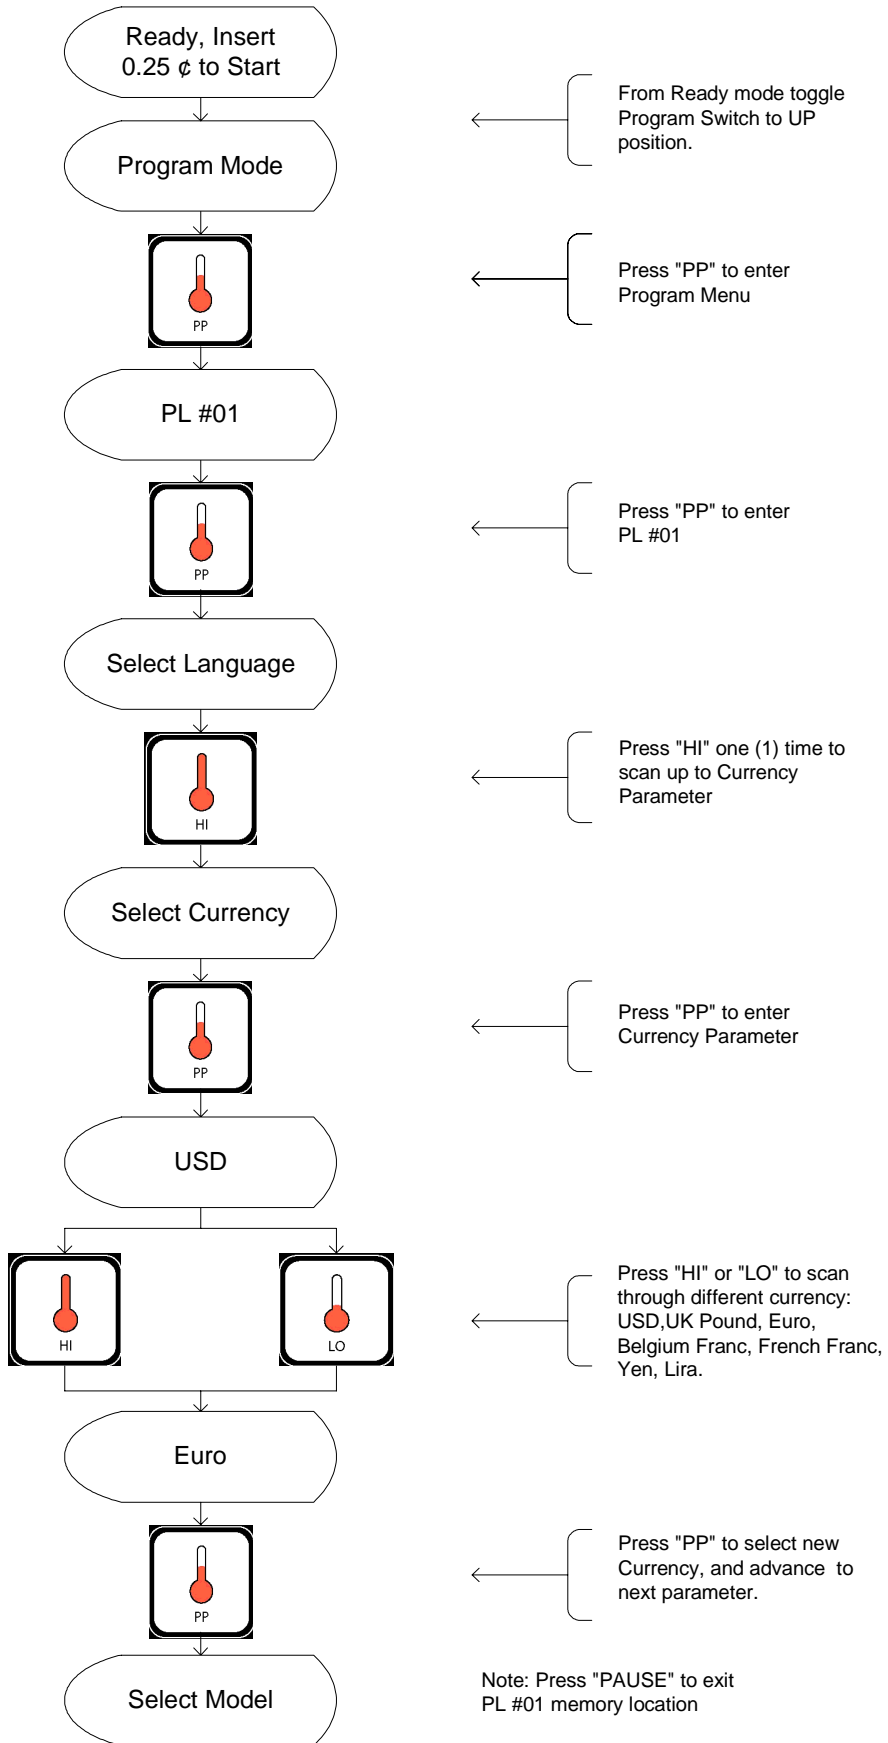 Ready, Insert
0.25 ¢ to Start
From Ready mode toggle
Program Switch to UP
position.
Program Mode
PP
Press "PP" to enter
Program Menu
PL #01
PP
Press "PP" to enter
PL #01
Select Language
HI
Press "HI" one (1) time to
scan up to Currency
Parameter
Select Currency
PP
Press "PP" to enter
Currency Parameter
USD
HI
LO
Press "HI" or "LO" to scan
through different currency:
USD,UK Pound, Euro,
Belgium Franc, French Franc,
Yen, Lira.
Euro
PP
Press "PP" to select new
Currency, and advance to
next parameter.
Select Model
Note: Press "PAUSE" to exit
PL #01 memory location